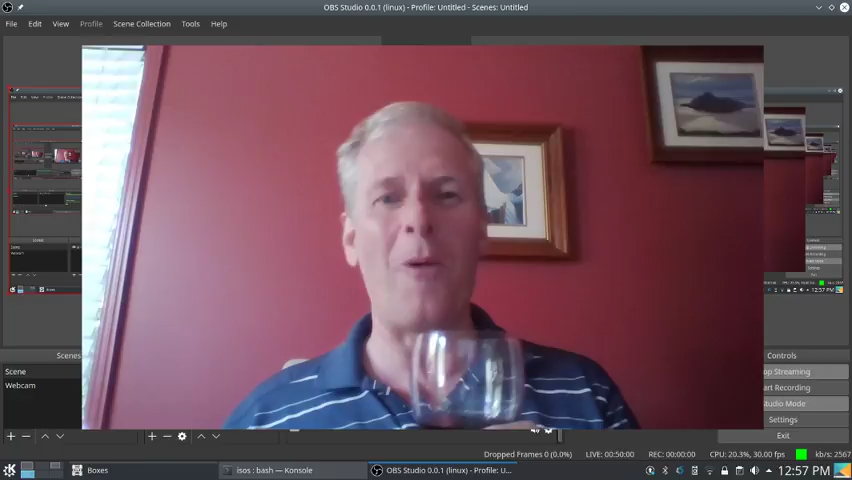 OBS Studio 0.0.1 (linux) - Profile: Untitled - Scenes: Untitled
File Edit View Profile Scene Collection Tools Help
Scenes
Controls
Scene
Webcam
op Streaming
art Recording
Studio Mode
Settings
Exit
Dropped Frames 0 (0.0%) LIVE: 00:50:00 REC: 00:00:00 CPU: 20.3%, 30.00 fps kb/s: 2567
Boxes
isos : bash — Konsole
OBS Studio 0.0.1 (linux) - Profile: U...
12:57 PM
12:57 PM